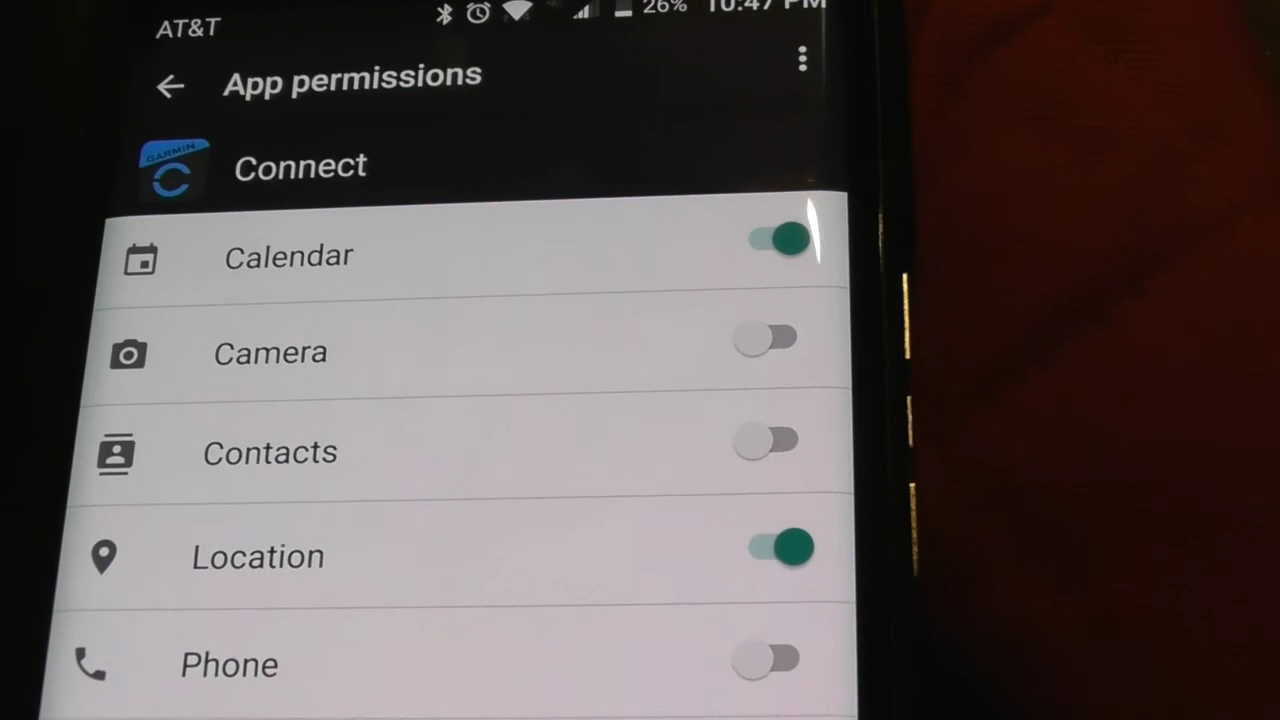 AT&T 26% 10:47 PM
App permissions
GARMIN
Connect
Calendar
Camera
Contacts
Location
Phone